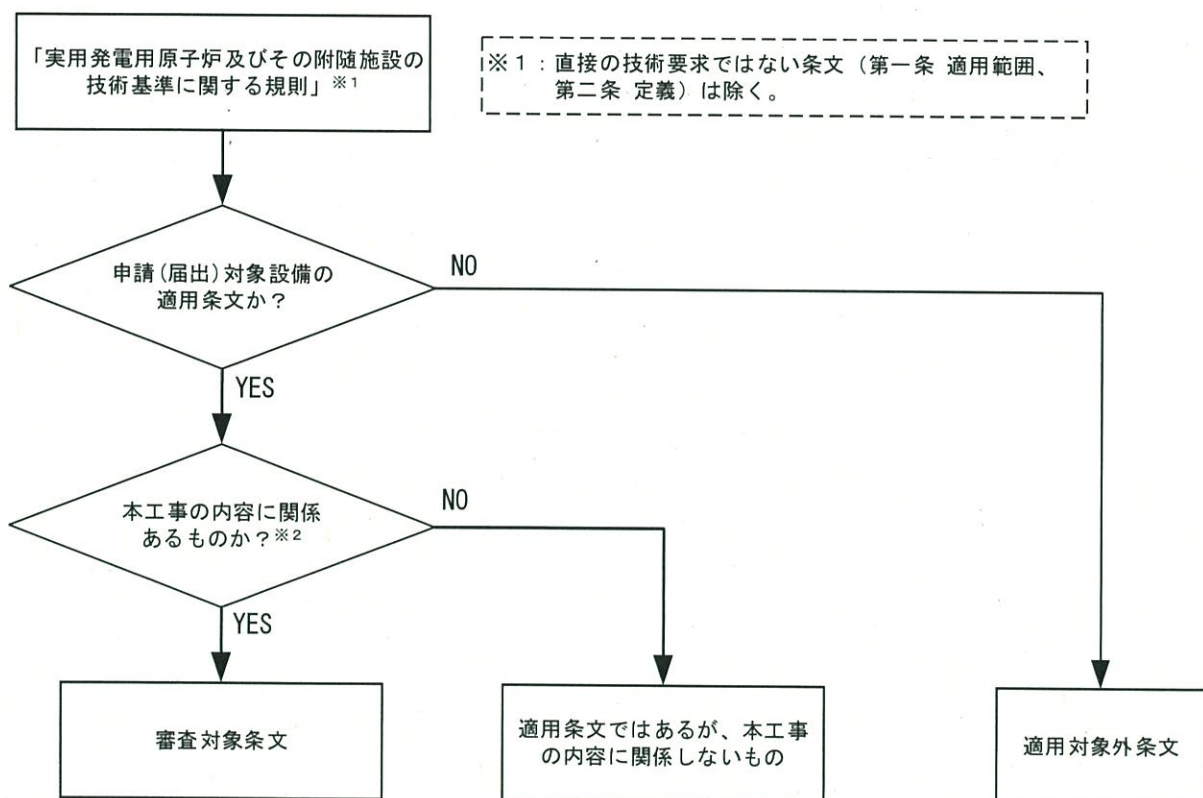 「実用発電用原子炉及びその附随施設の
技術基準に関する規則」※1
※1:直接の技術要求ではない条文(第一条 適用範囲、
第二条 定義)は除く。
申請(届出)対象設備の
適用条文か?
NO
YES
本工事の内容に関係
あるものか?※2
NO
YES
審査対象条文
適用条文ではあるが、本工事
の内容に関係しないもの
適用対象外条文